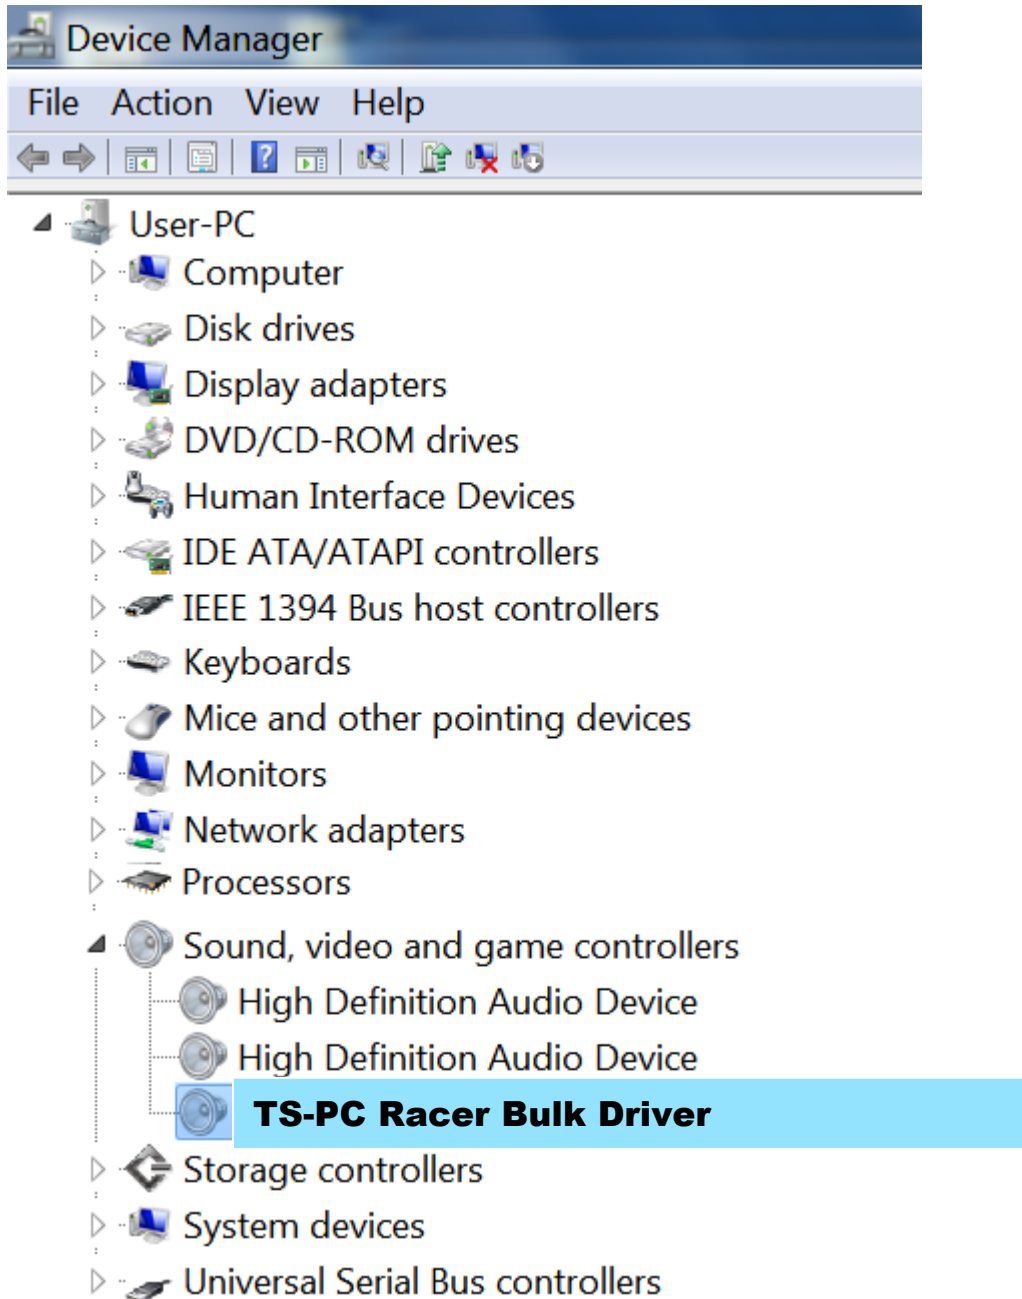 Device Manager
File Action View Help
User-PC
Computer
Disk drives
Display adapters
DVD/CD-ROM drives
Human Interface Devices
IDE ATA/ATAPI controllers
IEEE 1394 Bus host controllers
Keyboards
Mice and other pointing devices
Monitors
Network adapters
Processors
Sound, video and game controllers
High Definition Audio Device
High Definition Audio Device
TS-PC Racer Bulk Driver
Storage controllers
System devices
Universal Serial Bus controllers